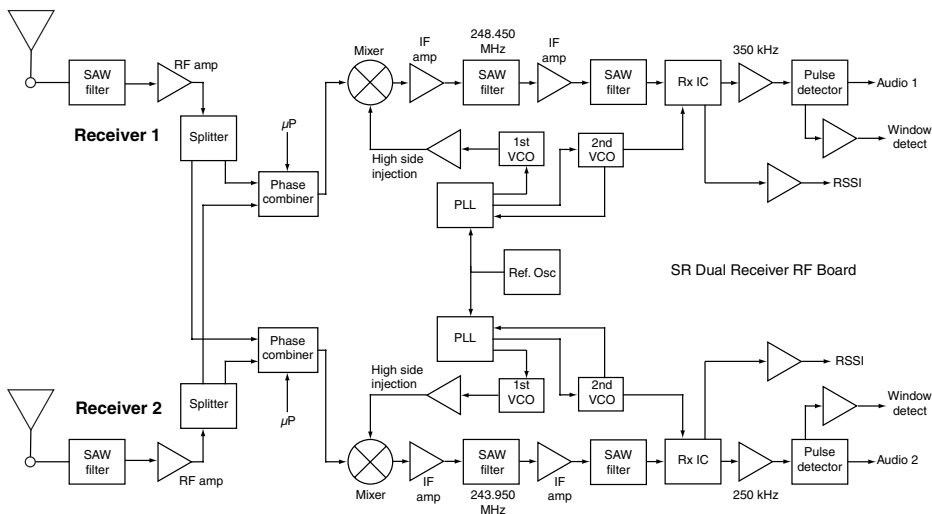 IF
amp
248.450
MHz
IF
amp
350 kHz
Mixer
RF amp
SAW
filter
SAW
filter
SAW
filter
Rx IC
Pulse
detector
Audio 1
Receiver 1
Splitter
µP
High side
injection
1st
VCO
2nd
VCO
Window
detect
Phase
combiner
PLL
RSSI
Ref. Osc
SR Dual Receiver RF Board
PLL
Phase
combiner
RSSI
High side
injection
1st
VCO
2nd
VCO
Window
detect
Receiver 2
Splitter
µP
SAW
filter
RF amp
Mixer
IF
amp
SAW
filter
243.950
MHz
IF
amp
SAW
filter
Rx IC
250 kHz
Pulse
detector
Audio 2